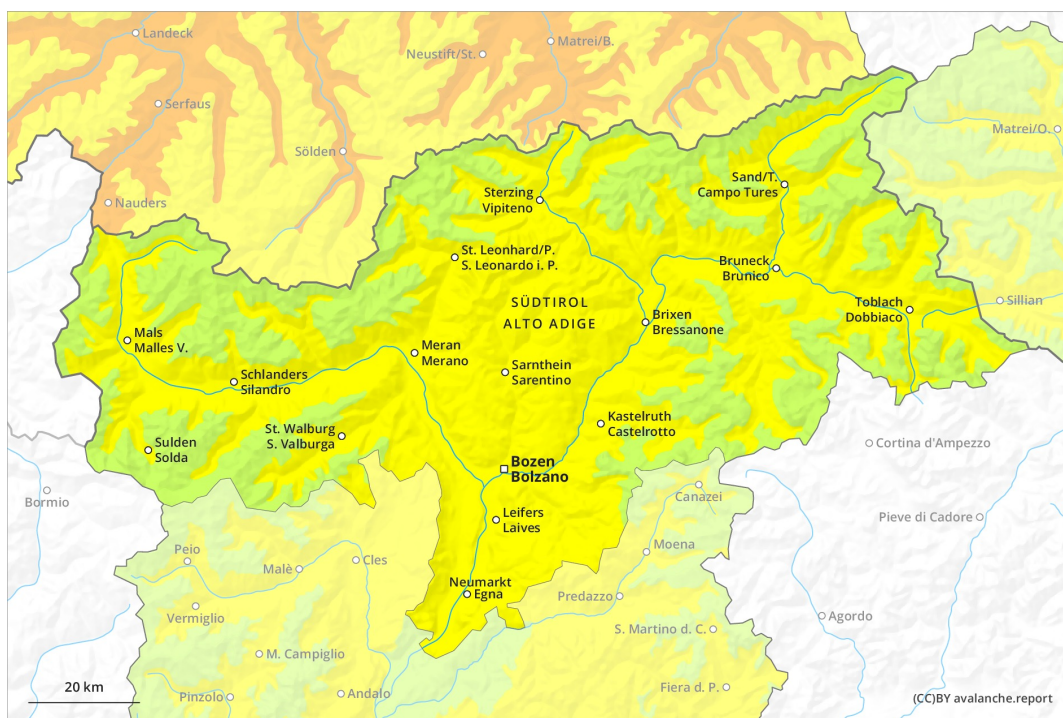 Landeck
Neustift/St.
Matrei/B.
Serfaus
Matrei/O.
Sölden
Sand/T.
Campo Tures
Nauders
Sterzing
Vipiteno
St. Leonhard/P.
S. Leonardo i. P.
Bruneck
Brunico
SÜDTIROL
ALTO ADIGE
Toblach
Dobbiaco
Sillian
Brixen
Bressanone
Mals
Malles V.
Meran
Merano
Sarnthein
Sarentino
Schlanders
Silandro
Kastelruth
Castelrotto
St. Walburg
S. Valburga
Sulden
Solda
Cortina d'Ampezzo
Bozen
Bolzano
Bormio
Canazei
Leifers
Laives
Pieve di Cadore
Peio
Moena
Cles
Malè
Neumarkt
Egna
Predazzo
Vermiglio
Agordo
S. Martino d. C.
M. Campiglio
20 km
Pinzolo
Andalo
Fiera d. P.
(CC)BY avalanche.report